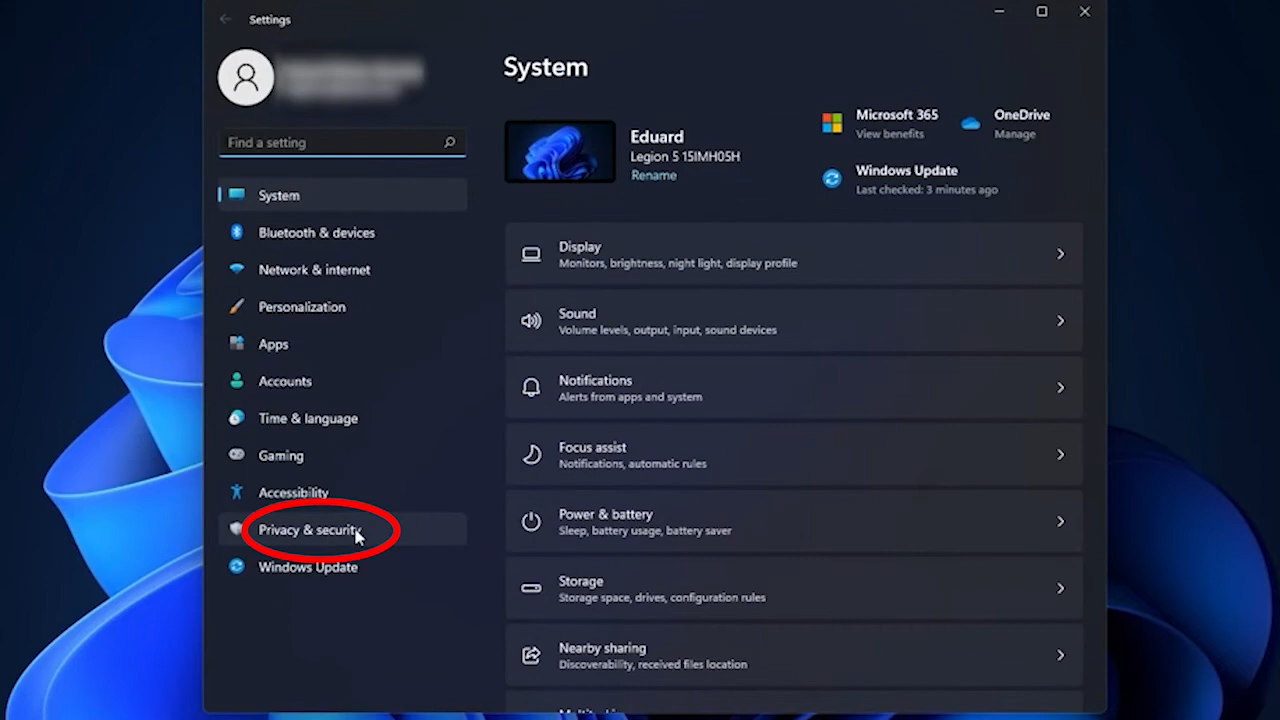 Settings
Find a setting
System
Bluetooth & devices
Network & internet
Personalization
Apps
Accounts
Time & language
Gaming
Accessibility
Privacy & security
Windows Update
System
Eduard
Legion 5 15IMH05H
Rename
Microsoft 365
View benefits
OneDrive
Manage
Windows Update
Last checked: 3 minutes ago
Display
Monitors, brightness, night light, display profile
Sound
Volume levels, output, input, sound devices
Notifications
Alerts from apps and system
Focus assist
Notifications, automatic rules
Power & battery
Sleep, battery usage, battery saver
Storage
Storage space, drives, configuration rules
Nearby sharing
Discoverability, received files location